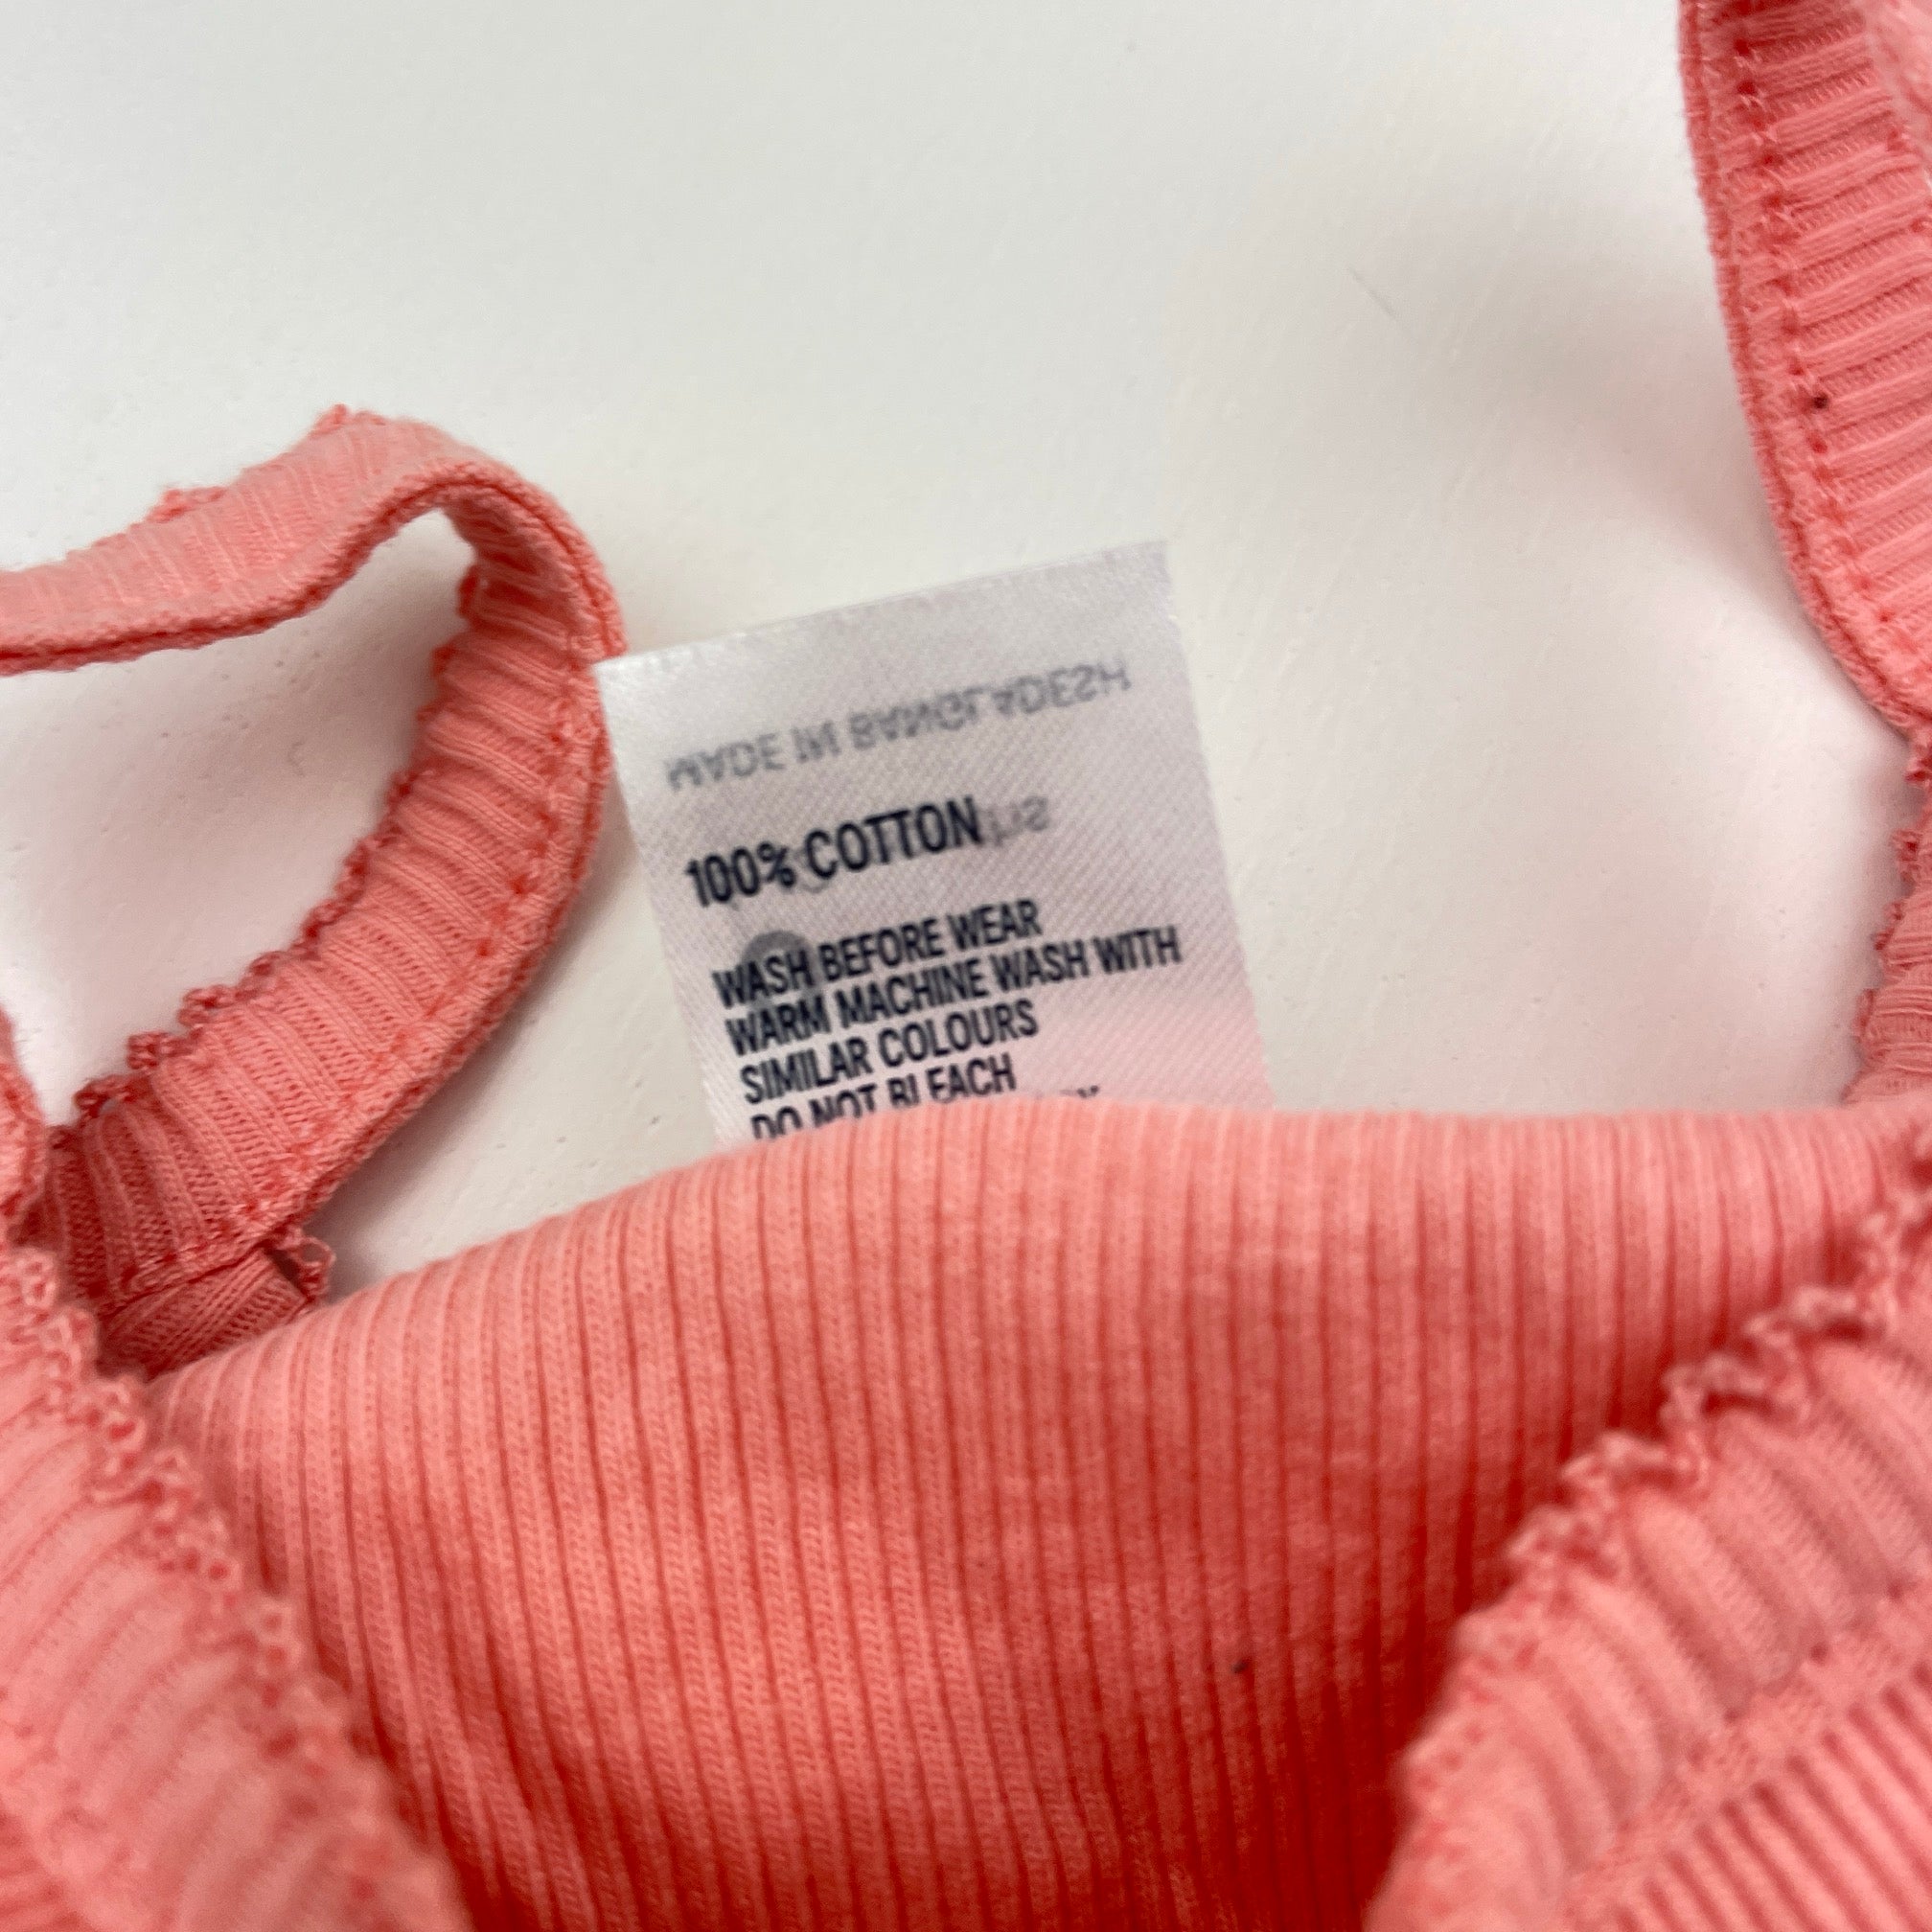 MADE IN BANGLADESH
100% COTTON
WASH BEFORE WEAR
WARM MACHINE WASH WITH
SIMILAR COLOURS
DO NOT BLEACH